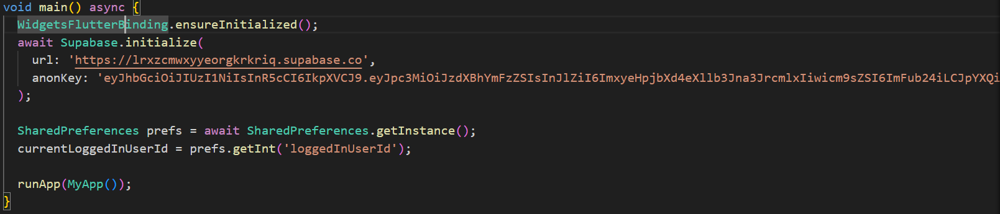 void main() async {
  WidgetsFlutterBinding.ensureInitialized();
  await Supabase.initialize(
    url: 'https://lrxzcmwxyyeorgkrkriq.supabase.co',
    anonKey: 'eyJhbGciOiJIUzI1NiIsInR5cCI6IkpXVCJ9.eyJpc3MiOiJzdXBhYmFzZSIsInJlZiI6ImxyeHpjbXd4eXllb3Jna3JrcmlxIiwicm9sZSI6ImFub24iLCJpYXQi
  );

  SharedPreferences prefs = await SharedPreferences.getInstance();
  currentLoggedInUserId = prefs.getInt('loggedInUserId');

  runApp(MyApp());
}